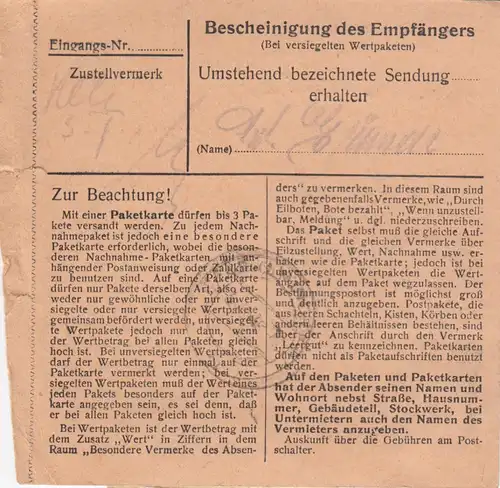 Eingangs-Nr.
Zustellvermerk
Bescheinigung des Empfängers
(Bei versiegelten Wertpaketen)
Umstehend bezeichnete Sendung
erhalten
(Name)
Zur Beachtung!
Mit einer Paketkarte dürfen bis 3 Pa-
kete versandt werden. Zu jedem Nach-
nahmepaket ist jedoch eine besondere
Paketkarte erforderlich, wobei die beson-
deren Nachnahme-Paketkarten mit an-
hängender Postanweisung oder Zahlkarte
zu benutzen sind. Auf eine Paketkarte
dürfen nur Pakete derselben Art, also ent-
weder nur gewöhnliche oder nur unver-
siegelte oder nur versiegelte Wertpakete
gemeinsam befördert werden, unversiegel-
te Wertpakete jedoch nur dann, wenn
der Wertbetrag bei allen Paketen gleich
hoch ist. Bei unversiegelten Wertpaketen
darf der Wertbetrag nur einmal auf der
Paketkarte vermerkt werden; bei ver-
siegelten Wertpaketen muß der Wert eines
jeden Pakets besonders auf der Paket-
karte angegeben sein, es sei denn, daß
er bei allen Paketen gleich hoch ist.
Bei Wertpaketen ist der Wertbetrag mit
dem Zusatz „Wert" in Ziffern in dem
Raum „Besondere Vermerke des Absen-
ders" zu vermerken. In diesem Raum sind
auch gegebenenfalls Vermerke, wie „Durch
Eilboten, Bote bezahlt", „Wenn unzustell-
bar, Meldung" u. dgl. niederzuschreiben.
Das Paket selbst muß die gleiche Auf-
schrift und die gleichen Vermerke über
Eilzustellung, Wert, Nachnahme usw. er-
halten wie die Paketkarte; jedoch ist bei
unversiegelten Wertpaketen die Wert-
angabe auf dem Paket wegzulassen. Der
Bestimmungspostort ist möglichst groß
und deutlich anzugeben. Postpakete, die
aus leeren Schachteln, Kisten, Körben oder
andern leeren Behältnissen bestehen, sind
über der Anschrift durch den Vermerk
„Leergut" zu kennzeichnen. Paketkarten
dürfen nicht als Paketaufschriften benutzt
werden.
Auf den Paketen und Paketkarten
hat der Absender seinen Namen und
Wohnort nebst Straße, Hausnum-
mer, Gebäudeteil, Stockwerk, bei
Untermietern auch den Namen des
Vermieters anzugeben.
Auskunft über die Gebühren am Post-
schalter.